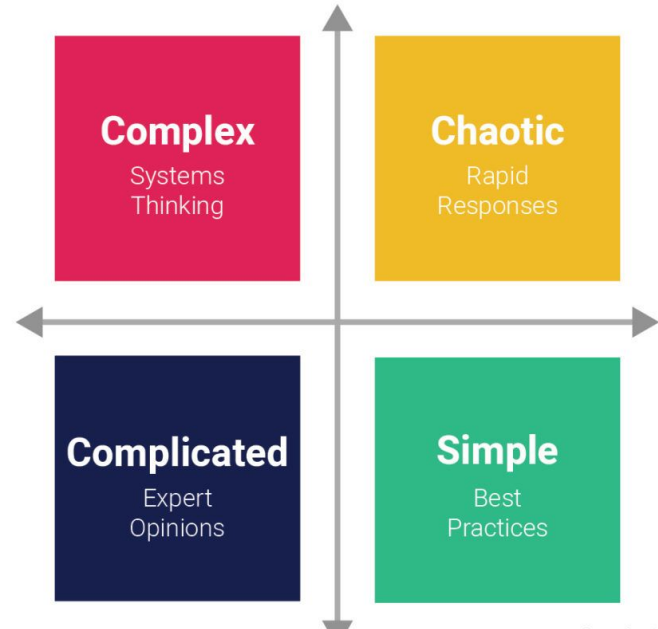 Complex
Systems
Thinking
Chaotic
Rapid
Responses
Complicated
Expert
Opinions
Simple
Best
Practices